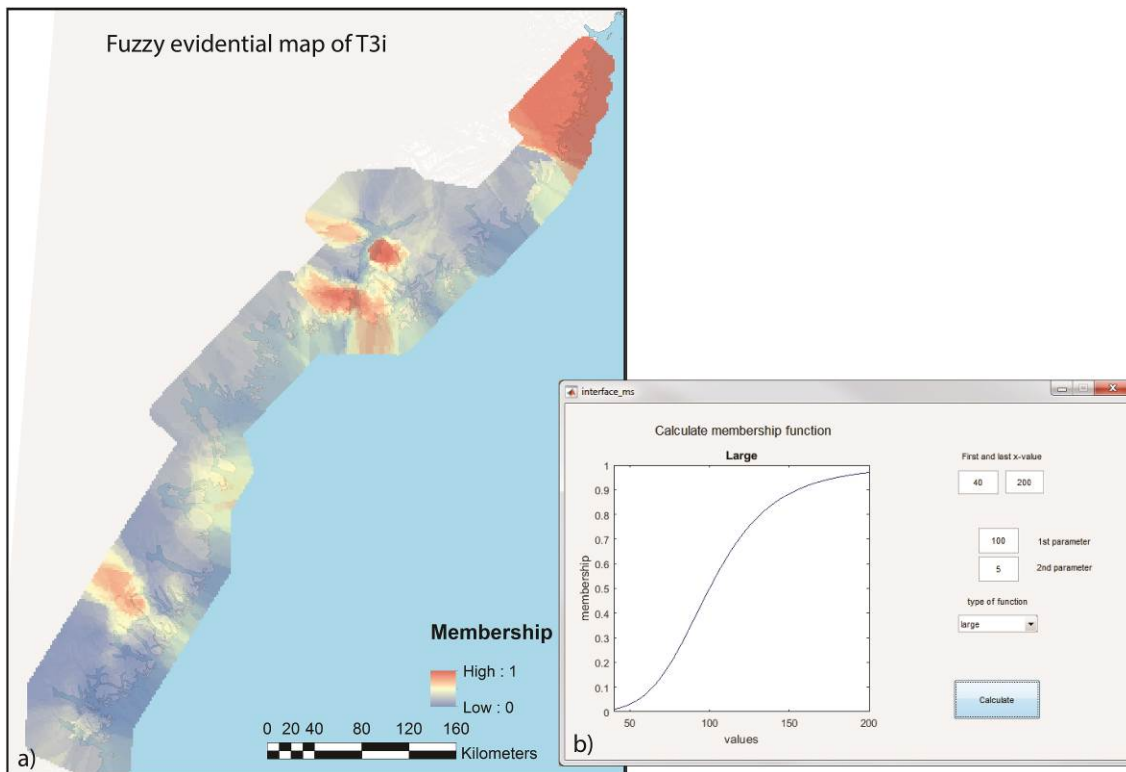 Fuzzy evidential map of T3i
Membership
High : 1
Low : 0
0 20 40 80 120 160
Kilometers
a)
interface_ms
Calculate membership function
Large
1
0.9
0.8
0.7
0.6
0.5
0.4
0.3
0.2
0.1
0
membership
50 100 150 200
values
First and last x-value
40 200
100 1st parameter
5 2nd parameter
type of function
large
Calculate
b)